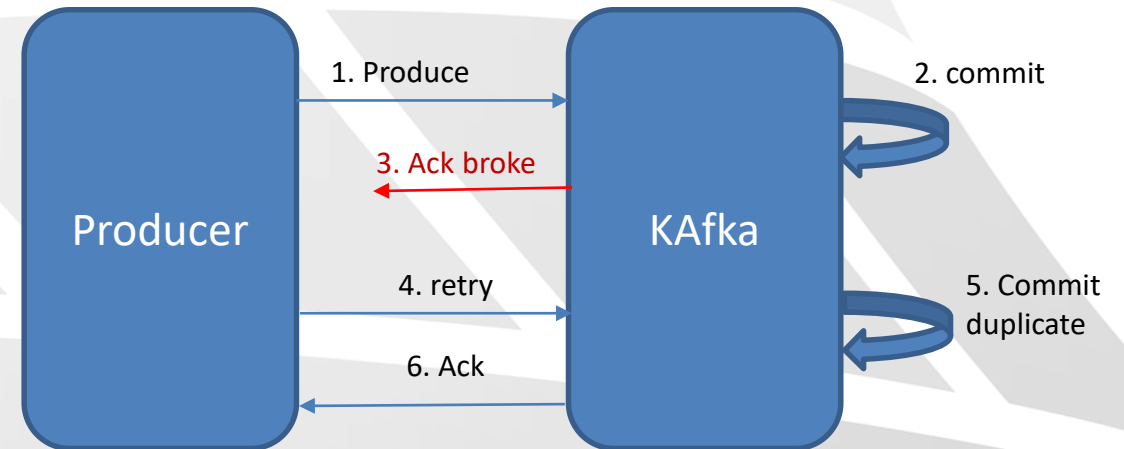 1. Produce
2. commit
3. Ack broke
Producer
KAfka
4. retry
5. Commit
duplicate
6. Ack